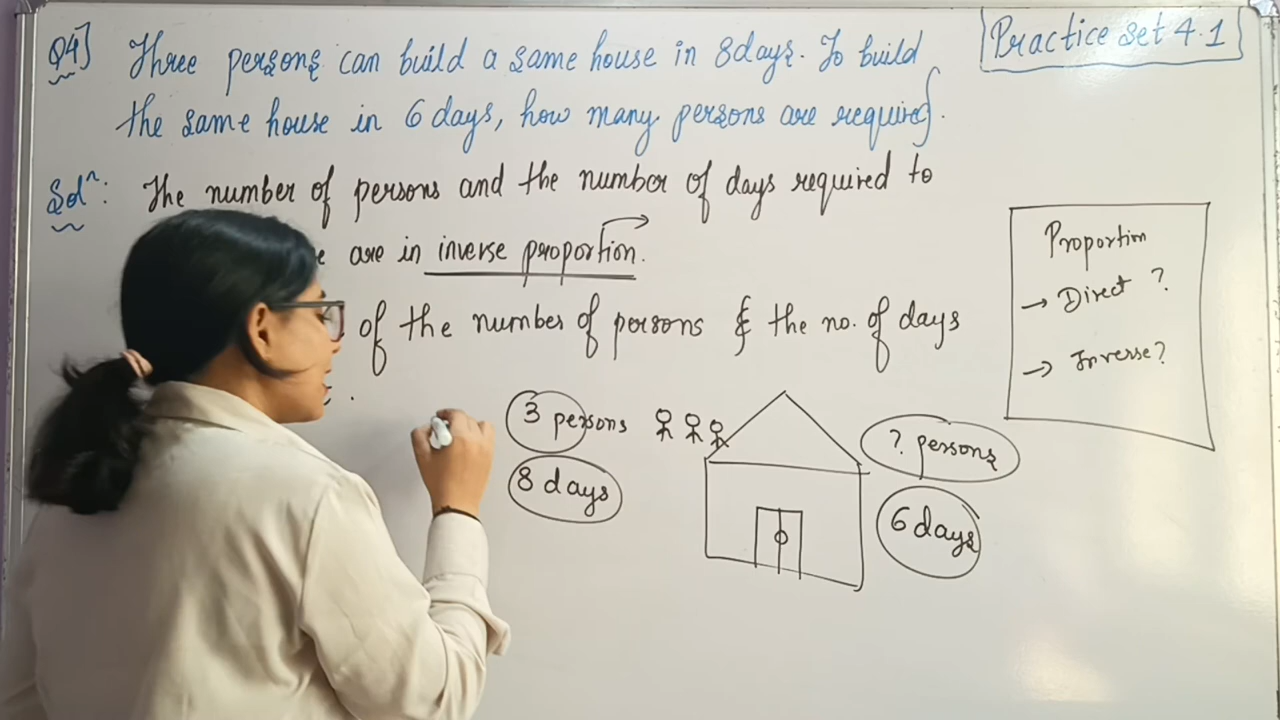 Q4] Three persons can build a same house in 8 days. To build
the same house in 6 days, how many persons are required?
Practice set 4.1
Solⁿ: The number of persons and the number of days required to
are in inverse proportion.
of the number of persons & the no. of days
.
3 persons
8 days
? persons
6 days
Proportion
→ Direct ?
→ Inverse?